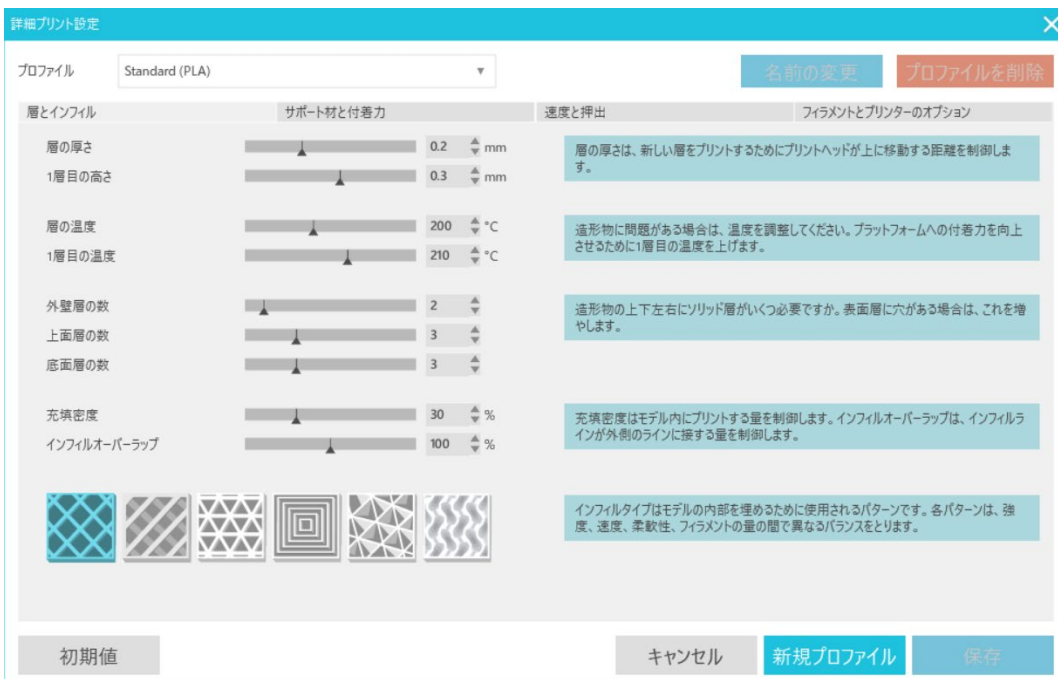 詳細プリント設定
プロファイル Standard (PLA) 名前の変更 プロファイルを削除
層とインフィル サポート材と付着力 速度と押出 フィラメントとプリンターのオプション
層の厚さ 0.2 mm
1層目の高さ 0.3 mm
層の厚さは、新しい層をプリントするためにプリントヘッドが上に移動する距離を制御しま
す。
層の温度 200 °C
1層目の温度 210 °C
造形物に問題がある場合は、温度を調整してください。プラットフォームへの付着力を向上
させるために1層目の温度を上げます。
外壁層の数 2
上面層の数 3
底面層の数 3
造形物の上下左右にソリッド層がいくつ必要ですか。表面層に穴がある場合は、これを増
やします。
充填密度 30 %
インフィルオーバーラップ 100 %
充填密度はモデル内にプリントする量を制御します。インフィルオーバーラップは、インフィルラ
インが外側のラインに接する量を制御します。
インフィルタイプはモデルの内部を埋めるために使用されるパターンです。各パターンは、強
度、速度、柔軟性、フィラメントの量の間で異なるバランスをとります。
初期値 キャンセル 新規プロファイル 保存